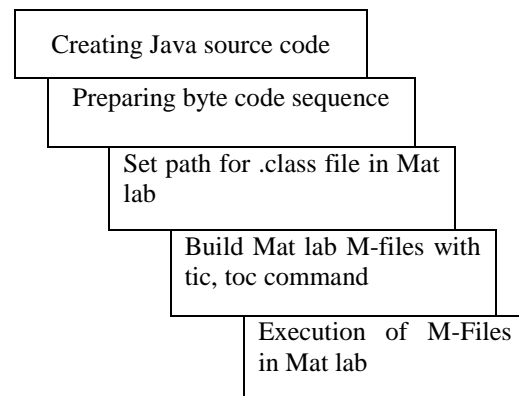 Creating Java source code
Preparing byte code sequence
Set path for .class file in Mat
lab
Build Mat lab M-files with
tic, toc command
Execution of M-Files
in Mat lab